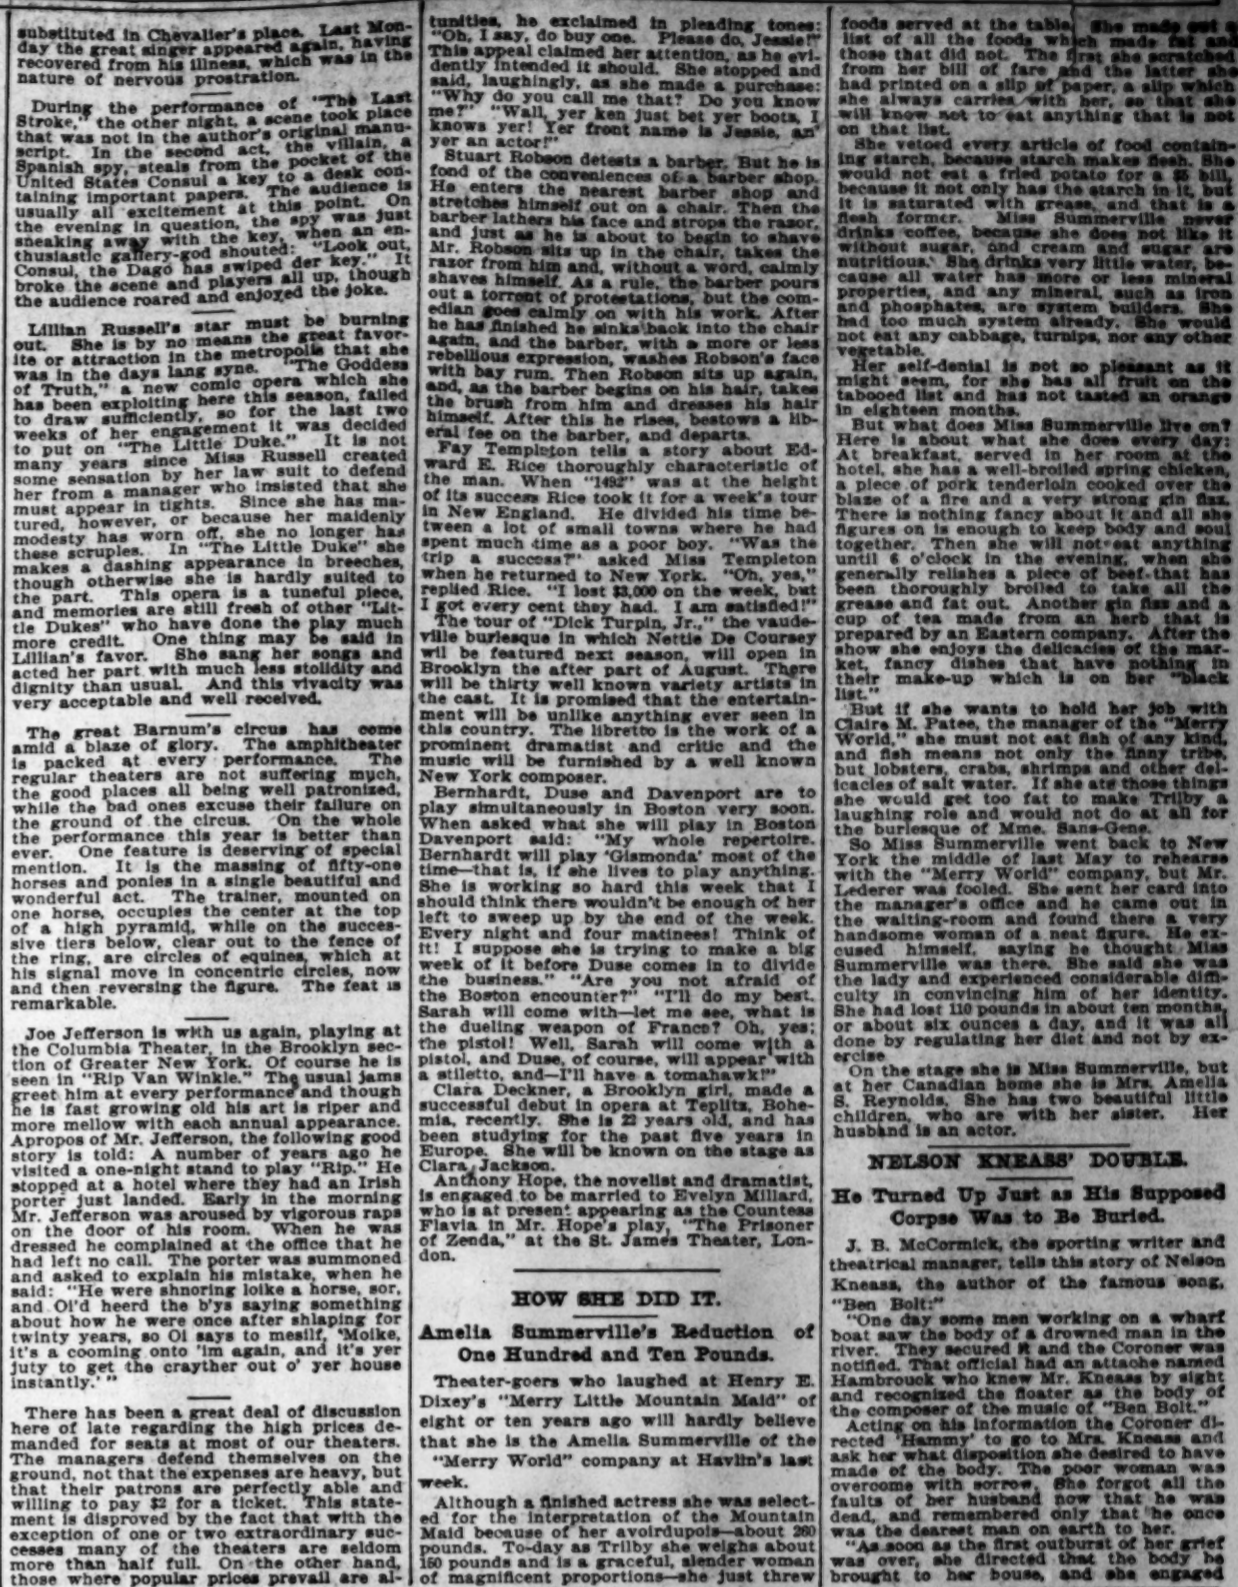 substituted in Chevalier's place. Last Mon-
day the great singer appeared again, having
recovered from his illness, which was in the
nature of nervous prostration.
During the performance of "The Last
Stroke," the other night, a scene took place
that was not in the author's original manu-
script. In the second act, the villain, a
Spanish spy, steals from the pocket of the
United States Consul a key to a desk con-
taining important papers. The audience is
usually all excitement at this point. On
the evening in question, the spy was just
sneaking away with the key, when an en-
thusiastic gallery-god shouted: "Look out,
Consul, the Dago has swiped der key." It
broke the scene and players all up, though
the audience roared and enjoyed the joke.
Lillian Russell's star must be burning
out. She is by no means the great favor-
ite or attraction in the metropolis that she
was in the days lang syne. "The Goddess
of Truth," a new comic opera which she
has been exploiting here this season, failed
to draw sufficiently, so for the last two
weeks of her engagement it was decided
to put on "The Little Duke." It is not
many years since Miss Russell created
some sensation by her law suit to defend
her from a manager who insisted that she
must appear in tights. Since she has ma-
tured, however, or because her maidenly
modesty has worn off, she no longer has
these scruples. In "The Little Duke" she
makes a dashing appearance in breeches,
though otherwise she is hardly suited to
the part. This opera is a tuneful piece,
and memories are still fresh of other "Lit-
tle Dukes" who have done the play much
more credit. One thing may be said in
Lillian's favor. She sang her songs and
acted her part with much less stolidity and
dignity than usual. And this vivacity was
very acceptable and well received.
The great Barnum's circus has come
amid a blaze of glory. The amphitheater
is packed at every performance. The
regular theaters are not suffering much,
the good places all being well patronized,
while the bad ones excuse their failure on
the ground of the circus. On the whole
the performance this year is better than
ever. One feature is deserving of special
mention. It is the massing of fifty-one
horses and ponies in a single beautiful and
wonderful act. The trainer, mounted on
one horse, occupies the center at the top
of a high pyramid, while on the succes-
sive tiers below, clear out to the fence of
the ring, are circles of equines, which at
his signal move in concentric circles, now
and then reversing the figure. The feat is
remarkable.
Joe Jefferson is with us again, playing at
the Columbia Theater, in the Brooklyn sec-
tion of Greater New York. Of course he is
seen in "Rip Van Winkle." The usual jams
greet him at every performance and though
he is fast growing old his art is riper and
more mellow with each annual appearance.
Apropos of Mr. Jefferson, the following good
story is told: A number of years ago he
visited a one-night stand to play "Rip." He
stopped at a hotel where they had an Irish
porter just landed. Early in the morning
Mr. Jefferson was aroused by vigorous raps
on the door of his room. When he was
dressed he complained at the office that he
had left no call. The porter was summoned
and asked to explain his mistake, when he
said: "He were shnoring loike a horse, sor,
and Oi'd heerd the b'ys saying something
about how he were once after shlaping for
twinty years, so Oi says to mesilf, 'Moike,
it's a cooming onto 'im again, and it's yer
juty to get the crayther out o' yer house
instantly.' "
There has been a great deal of discussion
here of late regarding the high prices de-
manded for seats at most of our theaters.
The managers defend themselves on the
ground, not that the expenses are heavy, but
that their patrons are perfectly able and
willing to pay $2 for a ticket. This state-
ment is disproved by the fact that with the
exception of one or two extraordinary suc-
cesses many of the theaters are seldom
more than half full. On the other hand,
those where popular prices prevail are al-
tunities, he exclaimed in pleading tones:
"Oh, I say, do buy one. Please do, Jessie!"
This appeal claimed her attention, as he evi-
dently intended it should. She stopped and
said, laughingly, as she made a purchase:
"Why do you call me that? Do you know
me?" "Wall, yer ken just bet yer boots, I
knows yer! Yer front name is Jessie, an'
yer an actor!"
Stuart Robson detests a barber. But he is
fond of the conveniences of a barber shop.
He enters the nearest barber shop and
stretches himself out on a chair. Then the
barber lathers his face and strops the razor,
and just as he is about to begin to shave
Mr. Robson sits up in the chair, takes the
razor from him and, without a word, calmly
shaves himself. As a rule, the barber pours
out a torrent of protestations, but the com-
edian goes calmly on with his work. After
he has finished he sinks back into the chair
again, and the barber, with a more or less
rebellious expression, washes Robson's face
with bay rum. Then Robson sits up again,
and, as the barber begins on his hair, takes
the brush from him and dresses his hair
himself. After this he rises, bestows a lib-
eral fee on the barber, and departs.
Fay Templeton tells a story about Ed-
ward E. Rice thoroughly characteristic of
the man. When "1492" was at the height
of its success Rice took it for a week's tour
in New England. He divided his time be-
tween a lot of small towns where he had
spent much time as a poor boy. "Was the
trip a success?" asked Miss Templeton
when he returned to New York. "Oh, yes,"
replied Rice. "I lost $3,000 on the week, but
I got every cent they had. I am satisfied!"
The tour of "Dick Turpin, Jr.," the vaude-
ville burlesque in which Nettie De Coursey
wil be featured next season, will open in
Brooklyn the after part of August. There
will be thirty well known variety artists in
the cast. It is promised that the entertain-
ment will be unlike anything ever seen in
this country. The libretto is the work of a
prominent dramatist and critic and the
music will be furnished by a well known
New York composer.
Bernhardt, Duse and Davenport are to
play simultaneously in Boston very soon.
When asked what she will play in Boston
Davenport said: "My whole repertoire.
Bernhardt will play 'Gismonda' most of the
time—that is, if she lives to play anything.
She is working so hard this week that I
should think there wouldn't be enough of her
left to sweep up by the end of the week.
Every night and four matinees! Think of
it! I suppose she is trying to make a big
week of it before Duse comes in to divide
the business." "Are you not afraid of
the Boston encounter?" "I'll do my best.
Sarah will come with—let me see, what is
the dueling weapon of France? Oh, yes;
the pistol! Well, Sarah will come with a
pistol, and Duse, of course, will appear with
a stiletto, and—I'll have a tomahawk!"
Clara Deckner, a Brooklyn girl, made a
successful debut in opera at Teplits, Bohe-
mia, recently. She is 22 years old, and has
been studying for the past five years in
Europe. She will be known on the stage as
Clara Jackson.
Anthony Hope, the novelist and dramatist,
is engaged to be married to Evelyn Millard,
who is at present appearing as the Countess
Flavia in Mr. Hope's play, "The Prisoner
of Zenda," at the St. James Theater, Lon-
don.
HOW SHE DID IT.
Amelia Summerville's Reduction of
One Hundred and Ten Pounds.
Theater-goers who laughed at Henry E.
Dixey's "Merry Little Mountain Maid" of
eight or ten years ago will hardly believe
that she is the Amelia Summerville of the
"Merry World" company at Havlin's last
week.
Although a finished actress she was select-
ed for the interpretation of the Mountain
Maid because of her avoirdupois—about 260
pounds. To-day as Trilby she weighs about
150 pounds and is a graceful, slender woman
of magnificent proportions—she just threw
foods served at the table. She made out a
list of all the foods which made fat and
those that did not. The first she scratched
from her bill of fare and the latter she
had printed on a slip of paper, a slip which
she always carries with her, so that she
will know not to eat anything that is not
on that list.
She vetoed every article of food contain-
ing starch, because starch makes flesh. She
would not eat a fried potato for a $5 bill,
because it not only has the starch in it, but
it is saturated with grease, and that is a
flesh former. Miss Summerville never
drinks coffee, because she does not like it
without sugar, and cream and sugar are
nutritious. She drinks very little water, be-
cause all water has more or less mineral
properties, and any mineral, such as iron
and phosphates, are system builders. She
had too much system already. She would
not eat any cabbage, turnips, nor any other
vegetable.
Her self-denial is not so pleasant as it
might seem, for she has all fruit on the
tabooed list and has not tasted an orange
in eighteen months.
But what does Miss Summerville live on?
Here is about what she does every day:
At breakfast, served in her room at the
hotel, she has a well-broiled spring chicken,
a piece of pork tenderloin cooked over the
blaze of a fire and a very strong gin fizz.
There is nothing fancy about it and all she
figures on is enough to keep body and soul
together. Then she will not eat anything
until 6 o'clock in the evening, when she
generally relishes a piece of beef that has
been thoroughly broiled to take all the
grease and fat out. Another gin fizz and a
cup of tea made from an herb that is
prepared by an Eastern company. After the
show she enjoys the delicacies of the mar-
ket, fancy dishes that have nothing in
their make-up which is on her "black
list."
But if she wants to hold her job with
Claire M. Patee, the manager of the "Merry
World," she must not eat fish of any kind,
and fish means not only the finny tribe,
but lobsters, crabs, shrimps and other del-
icacies of salt water. If she ate those things
she would get too fat to make Trilby a
laughing role and would not do at all for
the burlesque of Mme. Sans-Gene.
So Miss Summerville went back to New
York the middle of last May to rehearse
with the "Merry World" company, but Mr.
Lederer was fooled. She sent her card into
the manager's office and he came out in
the waiting-room and found there a very
handsome woman of a neat figure. He ex-
cused himself, saying he thought Miss
Summerville was there. She said she was
the lady and experienced considerable diffi-
culty in convincing him of her identity.
She had lost 110 pounds in about ten months,
or about six ounces a day, and it was all
done by regulating her diet and not by ex-
ercise
On the stage she is Miss Summerville, but
at her Canadian home she is Mrs. Amelia
S. Reynolds. She has two beautiful little
children, who are with her sister. Her
husband is an actor.
NELSON KNEASS' DOUBLE.
He Turned Up Just as His Supposed
Corpse Was to Be Buried.
J. B. McCormick, the sporting writer and
theatrical manager, tells this story of Nelson
Kneass, the author of the famous song,
"Ben Bolt:"
"One day some men working on a wharf
boat saw the body of a drowned man in the
river. They secured it and the Coroner was
notified. That official had an attache named
Hambrouck who knew Mr. Kneass by sight
and recognized the floater as the body of
the composer of the music of "Ben Bolt."
Acting on his information the Coroner di-
rected 'Hammy' to go to Mrs. Kneass and
ask her what disposition she desired to have
made of the body. The poor woman was
overcome with sorrow. She forgot all the
faults of her husband now that he was
dead, and remembered only that he once
was the dearest man on earth to her.
"As soon as the first outburst of her grief
was over, she directed that the body be
brought to her house, and she engaged